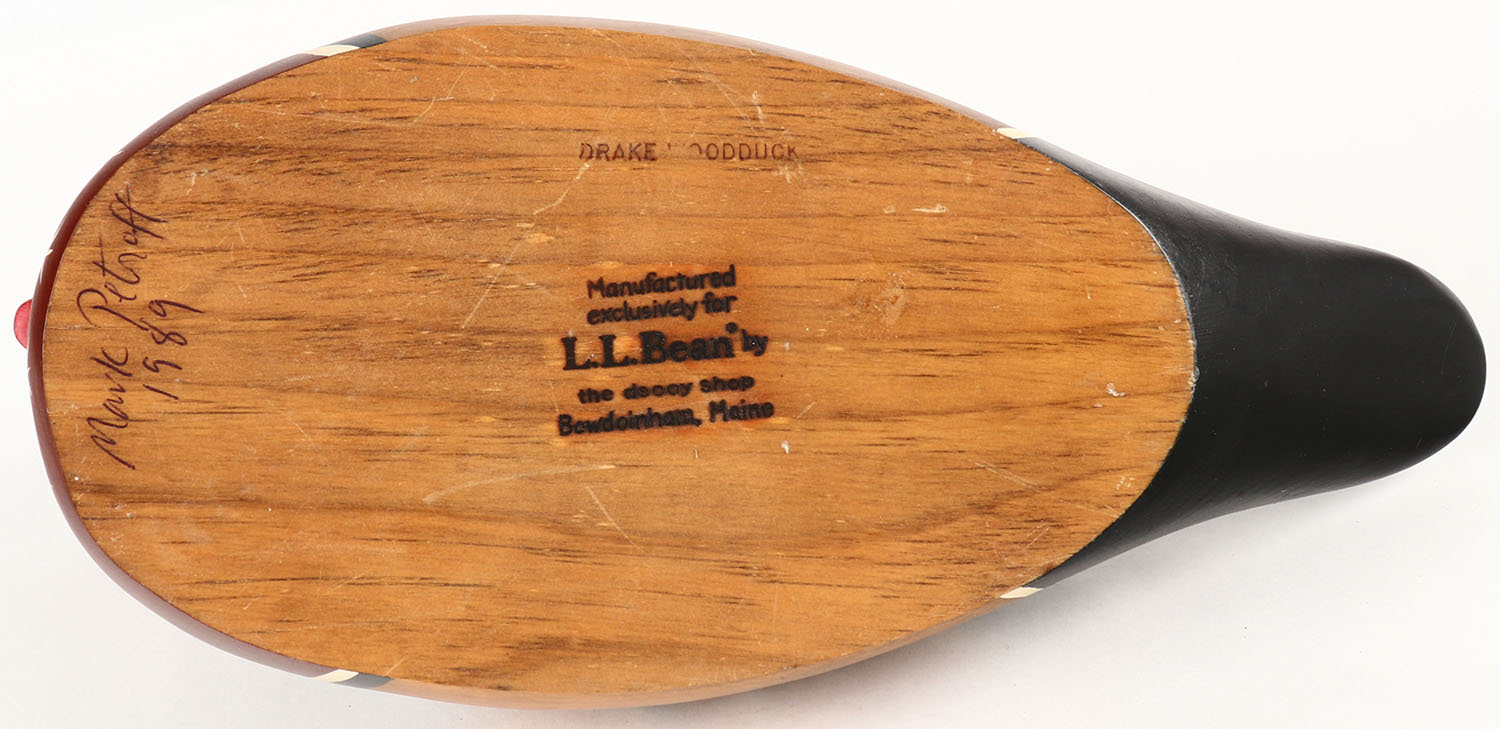 DRAKE WOODDUCK
Manufactured
exclusively for
L.L.Bean® by
the decoy shop
Bowdoinham, Maine
Mark Petroff
1989